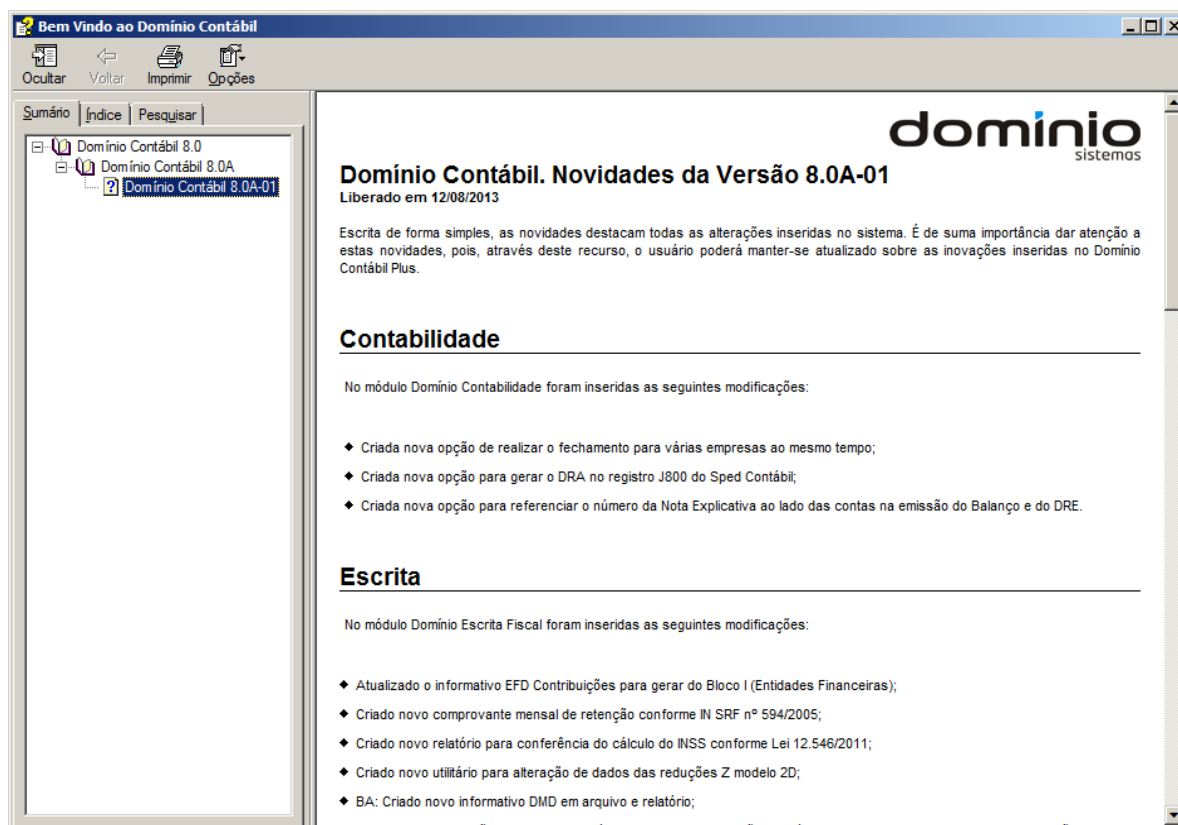 Bem Vindo ao Domínio Contábil
Ocultar Voltar Imprimir Opções
Sumário Índice Pesquisar
Domínio Contábil 8.0
Domínio Contábil 8.0A
Domínio Contábil 8.0A-01
domínio
sistemas
Domínio Contábil. Novidades da Versão 8.0A-01
Liberado em 12/08/2013
Escrita de forma simples, as novidades destacam todas as alterações inseridas no sistema. É de suma importância dar atenção a
estas novidades, pois, através deste recurso, o usuário poderá manter-se atualizado sobre as inovações inseridas no Domínio
Contábil Plus.
Contabilidade
No módulo Domínio Contabilidade foram inseridas as seguintes modificações:
Criada nova opção de realizar o fechamento para várias empresas ao mesmo tempo;
Criada nova opção para gerar o DRA no registro J800 do Sped Contábil;
Criada nova opção para referenciar o número da Nota Explicativa ao lado das contas na emissão do Balanço e do DRE.
Escrita
No módulo Domínio Escrita Fiscal foram inseridas as seguintes modificações:
Atualizado o informativo EFD Contribuições para gerar do Bloco I (Entidades Financeiras);
Criado novo comprovante mensal de retenção conforme IN SRF nº 594/2005;
Criado novo relatório para conferência do cálculo do INSS conforme Lei 12.546/2011;
Criado novo utilitário para alteração de dados das reduções Z modelo 2D;
BA: Criado novo informativo DMD em arquivo e relatório;